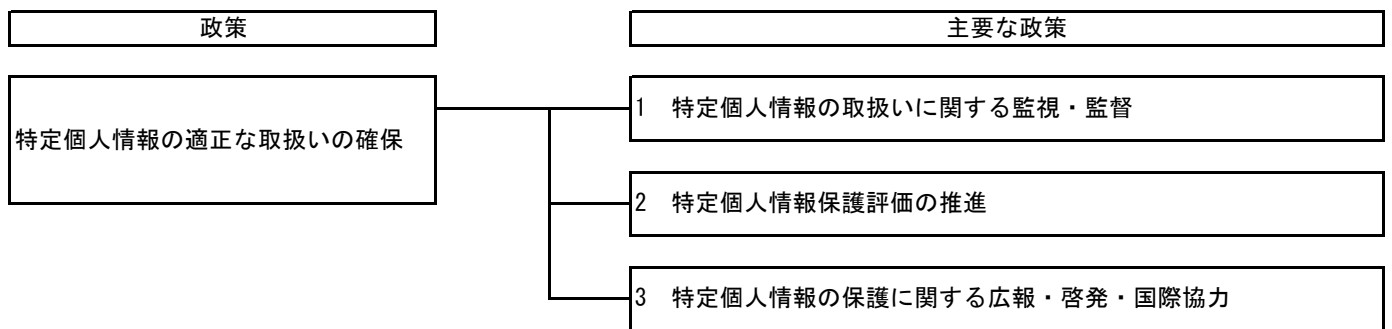 政策
主要な政策
特定個人情報の適正な取扱いの確保
1 特定個人情報の取扱いに関する監視・監督
2 特定個人情報保護評価の推進
3 特定個人情報の保護に関する広報・啓発・国際協力